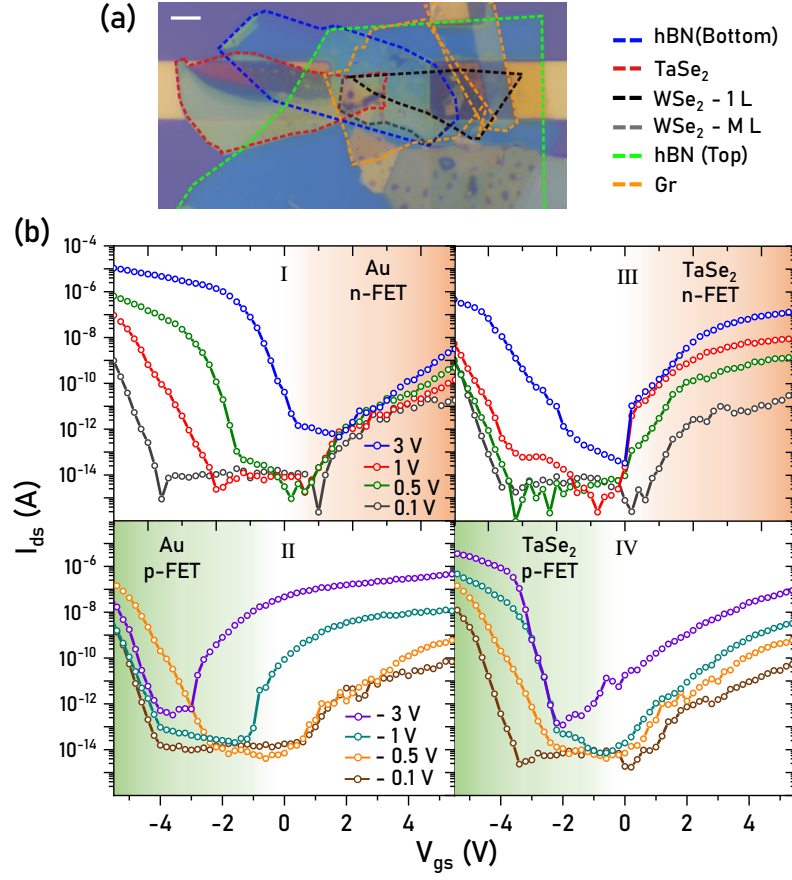 (a)
hBN(Bottom)
TaSe₂
WSe₂ - 1 L
WSe₂ - M L
hBN (Top)
Gr
(b)
I_ds (A)
10⁻⁴
10⁻⁶
10⁻⁸
10⁻¹⁰
10⁻¹²
10⁻¹⁴
I
Au
n-FET
3 V
1 V
0.5 V
0.1 V
III
TaSe₂
n-FET
10⁻⁶
10⁻⁸
10⁻¹⁰
10⁻¹²
10⁻¹⁴
Au
p-FET
II
- 3 V
- 1 V
- 0.5 V
- 0.1 V
TaSe₂
p-FET
IV
-4 -2 0 2 4
-4 -2 0 2 4
V_gs (V)